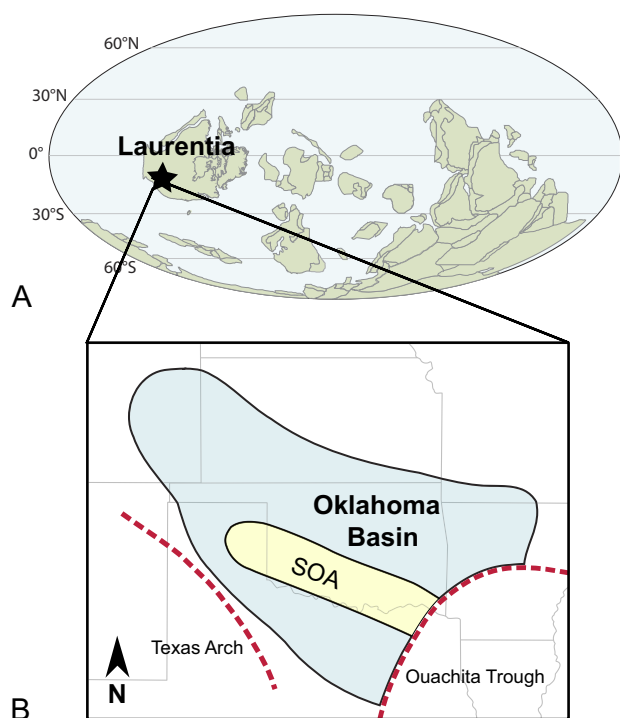 60°N
30°N
Laurentia
0°
30°S
60°S
A
Oklahoma
Basin
SOA
Texas Arch
N
Ouachita Trough
B